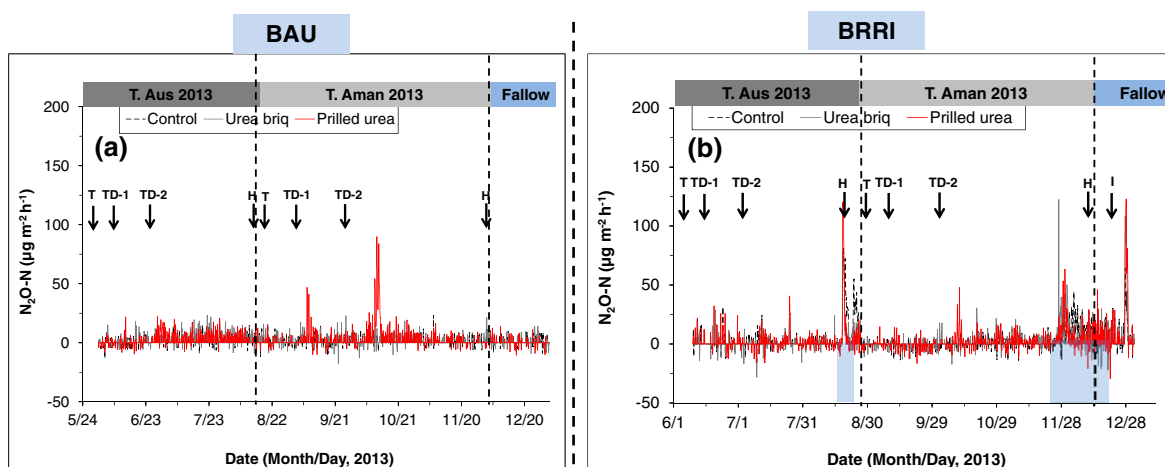 BAU
T. Aus 2013
T. Aman 2013
Fallow
Control
Urea briq
Prilled urea
(a)
T
TD-1
TD-2
H
T
TD-1
TD-2
H
200
150
100
50
0
-50
N₂O-N (µg m⁻² h⁻¹)
5/24
6/23
7/23
8/22
9/21
10/21
11/20
12/20
Date (Month/Day, 2013)
BRRI
T. Aus 2013
T. Aman 2013
Fallow
Control
Urea briq
Prilled urea
(b)
T
TD-1
TD-2
H
T
TD-1
TD-2
H
I
200
150
100
50
0
-50
N₂O-N (µg m⁻² h⁻¹)
6/1
7/1
7/31
8/30
9/29
10/29
11/28
12/28
Date (Month/Day, 2013)